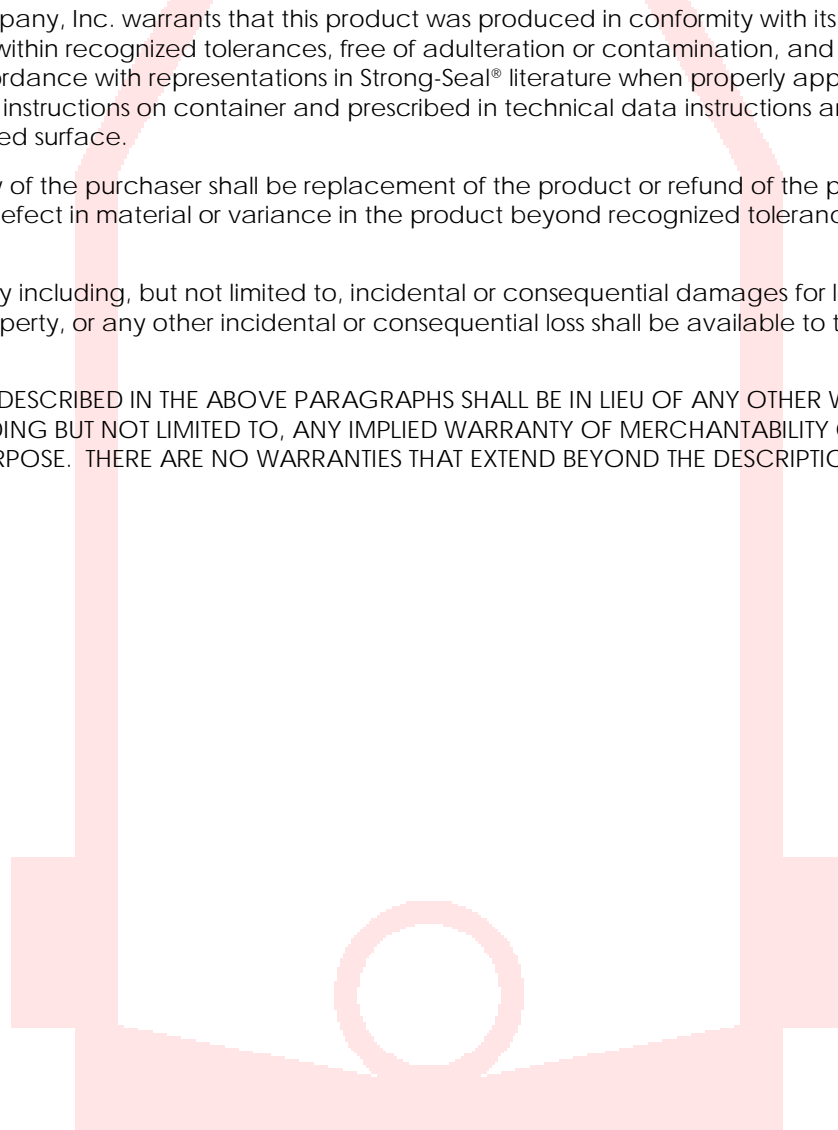 pany, Inc. warrants that this product was produced in conformity with its
within recognized tolerances, free of adulteration or contamination, and
ordance with representations in Strong-Seal® literature when properly app
instructions on container and prescribed in technical data instructions a
ed surface.
y of the purchaser shall be replacement of the product or refund of the p
efect in material or variance in the product beyond recognized toleranc
y including, but not limited to, incidental or consequential damages for l
perty, or any other incidental or consequential loss shall be available to t
DESCRIBED IN THE ABOVE PARAGRAPHS SHALL BE IN LIEU OF ANY OTHER W
DING BUT NOT LIMITED TO, ANY IMPLIED WARRANTY OF MERCHANTABILITY
RPOSE. THERE ARE NO WARRANTIES THAT EXTEND BEYOND THE DESCRIPTIO